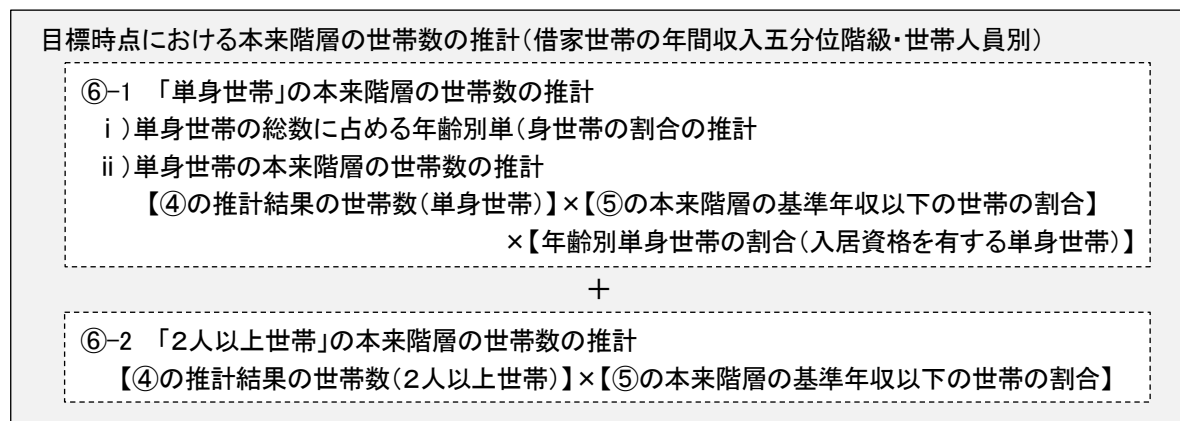 目標時点における本来階層の世帯数の推計(借家世帯の年間収入五分位階級・世帯人員別)
⑥-1 「単身世帯」の本来階層の世帯数の推計
ⅰ)単身世帯の総数に占める年齢別単(身世帯の割合の推計
ⅱ)単身世帯の本来階層の世帯数の推計
【④の推計結果の世帯数(単身世帯)】×【⑤の本来階層の基準年収以下の世帯の割合】
×【年齢別単身世帯の割合(入居資格を有する単身世帯)】
+
⑥-2 「2人以上世帯」の本来階層の世帯数の推計
【④の推計結果の世帯数(2人以上世帯)】×【⑤の本来階層の基準年収以下の世帯の割合】